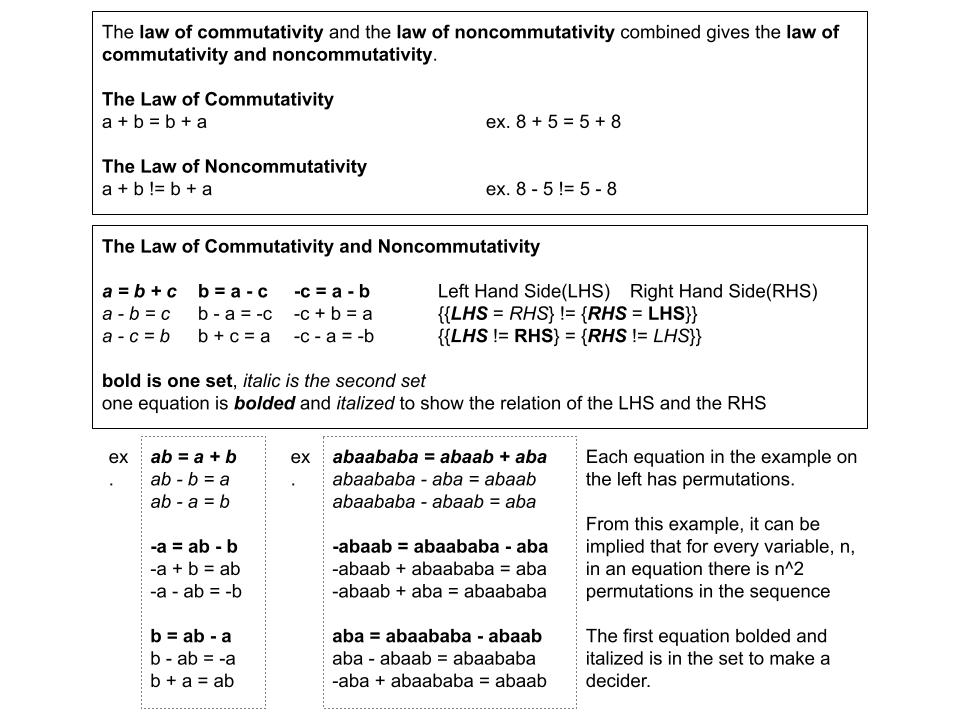 The law of commutativity and the law of noncommutativity combined gives the law of
commutativity and noncommutativity.
The Law of Commutativity
a + b = b + a ex. 8 + 5 = 5 + 8
The Law of Noncommutativity
a + b != b + a ex. 8 - 5 != 5 - 8
The Law of Commutativity and Noncommutativity
a = b + c b = a - c -c = a - b Left Hand Side(LHS) Right Hand Side(RHS)
a - b = c b - a = -c -c + b = a {{LHS = RHS} != {RHS = LHS}}
a - c = b b + c = a -c - a = -b {{LHS != RHS} = {RHS != LHS}}
bold is one set, italic is the second set
one equation is bolded and italized to show the relation of the LHS and the RHS
ex
.
ab = a + b
ab - b = a
ab - a = b
-a = ab - b
-a + b = ab
-a - ab = -b
b = ab - a
b - ab = -a
b + a = ab
ex
.
abaababa = abaab + aba
abaababa - aba = abaab
abaababa - abaab = aba
-abaab = abaababa - aba
-abaab + abaababa = aba
-abaab + aba = abaababa
aba = abaababa - abaab
aba - abaab = abaababa
-aba + abaababa = abaab
Each equation in the example on
the left has permutations.
From this example, it can be
implied that for every variable, n,
in an equation there is n^2
permutations in the sequence
The first equation bolded and
italized is in the set to make a
decider.